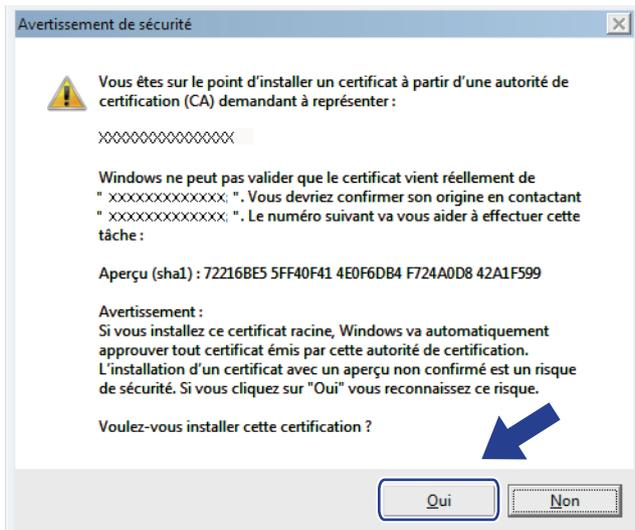 Avertissement de sécurité
Vous êtes sur le point d'installer un certificat à partir d'une autorité de
certification (CA) demandant à représenter :
XXXXXXXXXXXXXXX
Windows ne peut pas valider que le certificat vient réellement de
" XXXXXXXXXXXXX; ". Vous devriez confirmer son origine en contactant
" XXXXXXXXXXXXX; ". Le numéro suivant va vous aider à effectuer cette
tâche :
Aperçu (sha1) : 72216BE5 5FF40F41 4E0F6DB4 F724A0D8 42A1F599
Avertissement :
Si vous installez ce certificat racine, Windows va automatiquement
approuver tout certificat émis par cette autorité de certification.
L'installation d'un certificat avec un aperçu non confirmé est un risque
de sécurité. Si vous cliquez sur "Oui" vous reconnaissez ce risque.
Voulez-vous installer cette certification ?
Oui Non